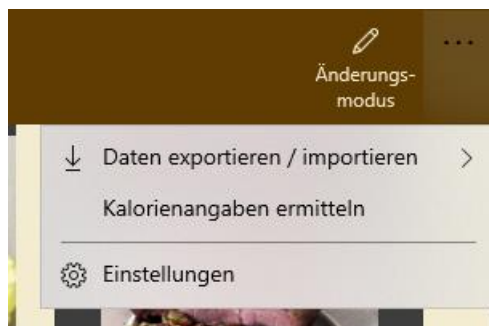 Änderungs-
modus
Daten exportieren / importieren
Kalorienangaben ermitteln
Einstellungen